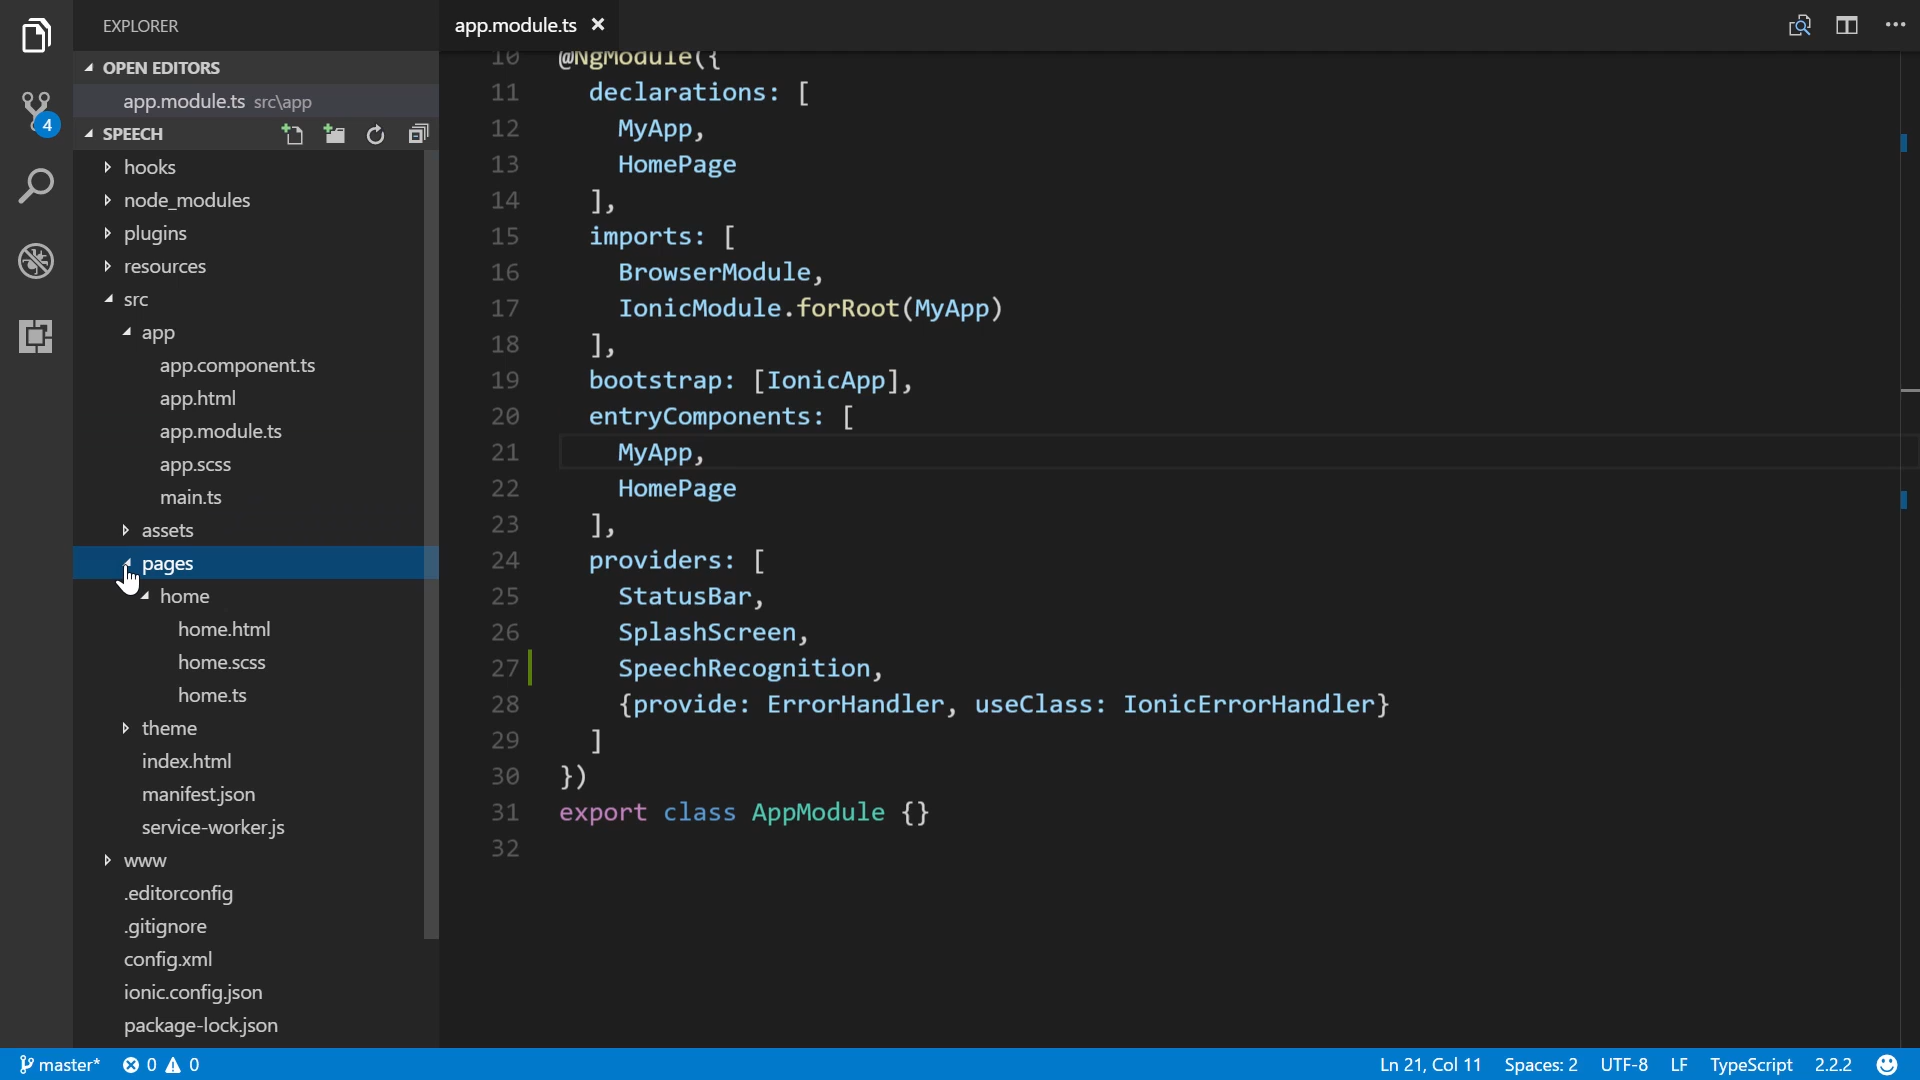 EXPLORER
OPEN EDITORS
app.module.ts src\app
SPEECH
hooks
node_modules
plugins
resources
src
app
app.component.ts
app.html
app.module.ts
app.scss
main.ts
assets
pages
home
home.html
home.scss
home.ts
theme
index.html
manifest.json
service-worker.js
www
.editorconfig
.gitignore
config.xml
ionic.config.json
package-lock.json
4
app.module.ts
10 @NgModule({
11 declarations: [
12 MyApp,
13 HomePage
14 ],
15 imports: [
16 BrowserModule,
17 IonicModule.forRoot(MyApp)
18 ],
19 bootstrap: [IonicApp],
20 entryComponents: [
21 MyApp,
22 HomePage
23 ],
24 providers: [
25 StatusBar,
26 SplashScreen,
27 SpeechRecognition,
28 {provide: ErrorHandler, useClass: IonicErrorHandler}
29 ]
30 })
31 export class AppModule {}
32
master* 0 0 Ln 21, Col 11 Spaces: 2 UTF-8 LF TypeScript 2.2.2